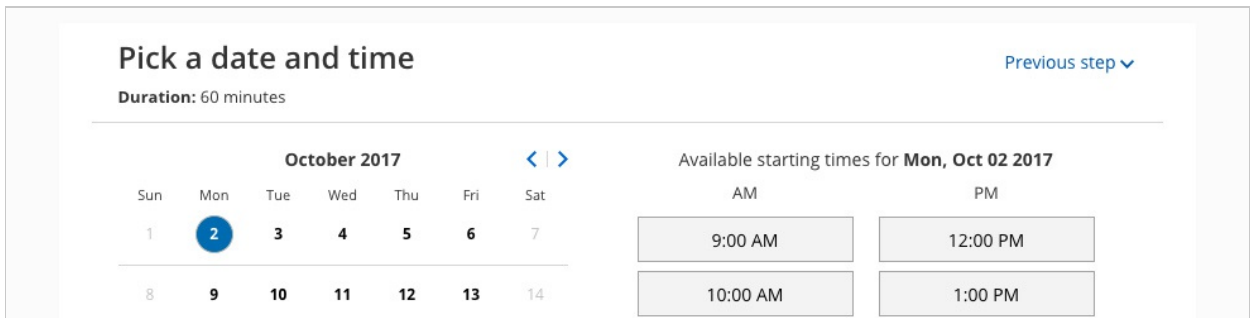 Pick a date and time
Previous step
Duration: 60 minutes
October 2017
Sun Mon Tue Wed Thu Fri Sat
1 2 3 4 5 6 7
8 9 10 11 12 13 14
Available starting times for Mon, Oct 02 2017
AM PM
9:00 AM 12:00 PM
10:00 AM 1:00 PM